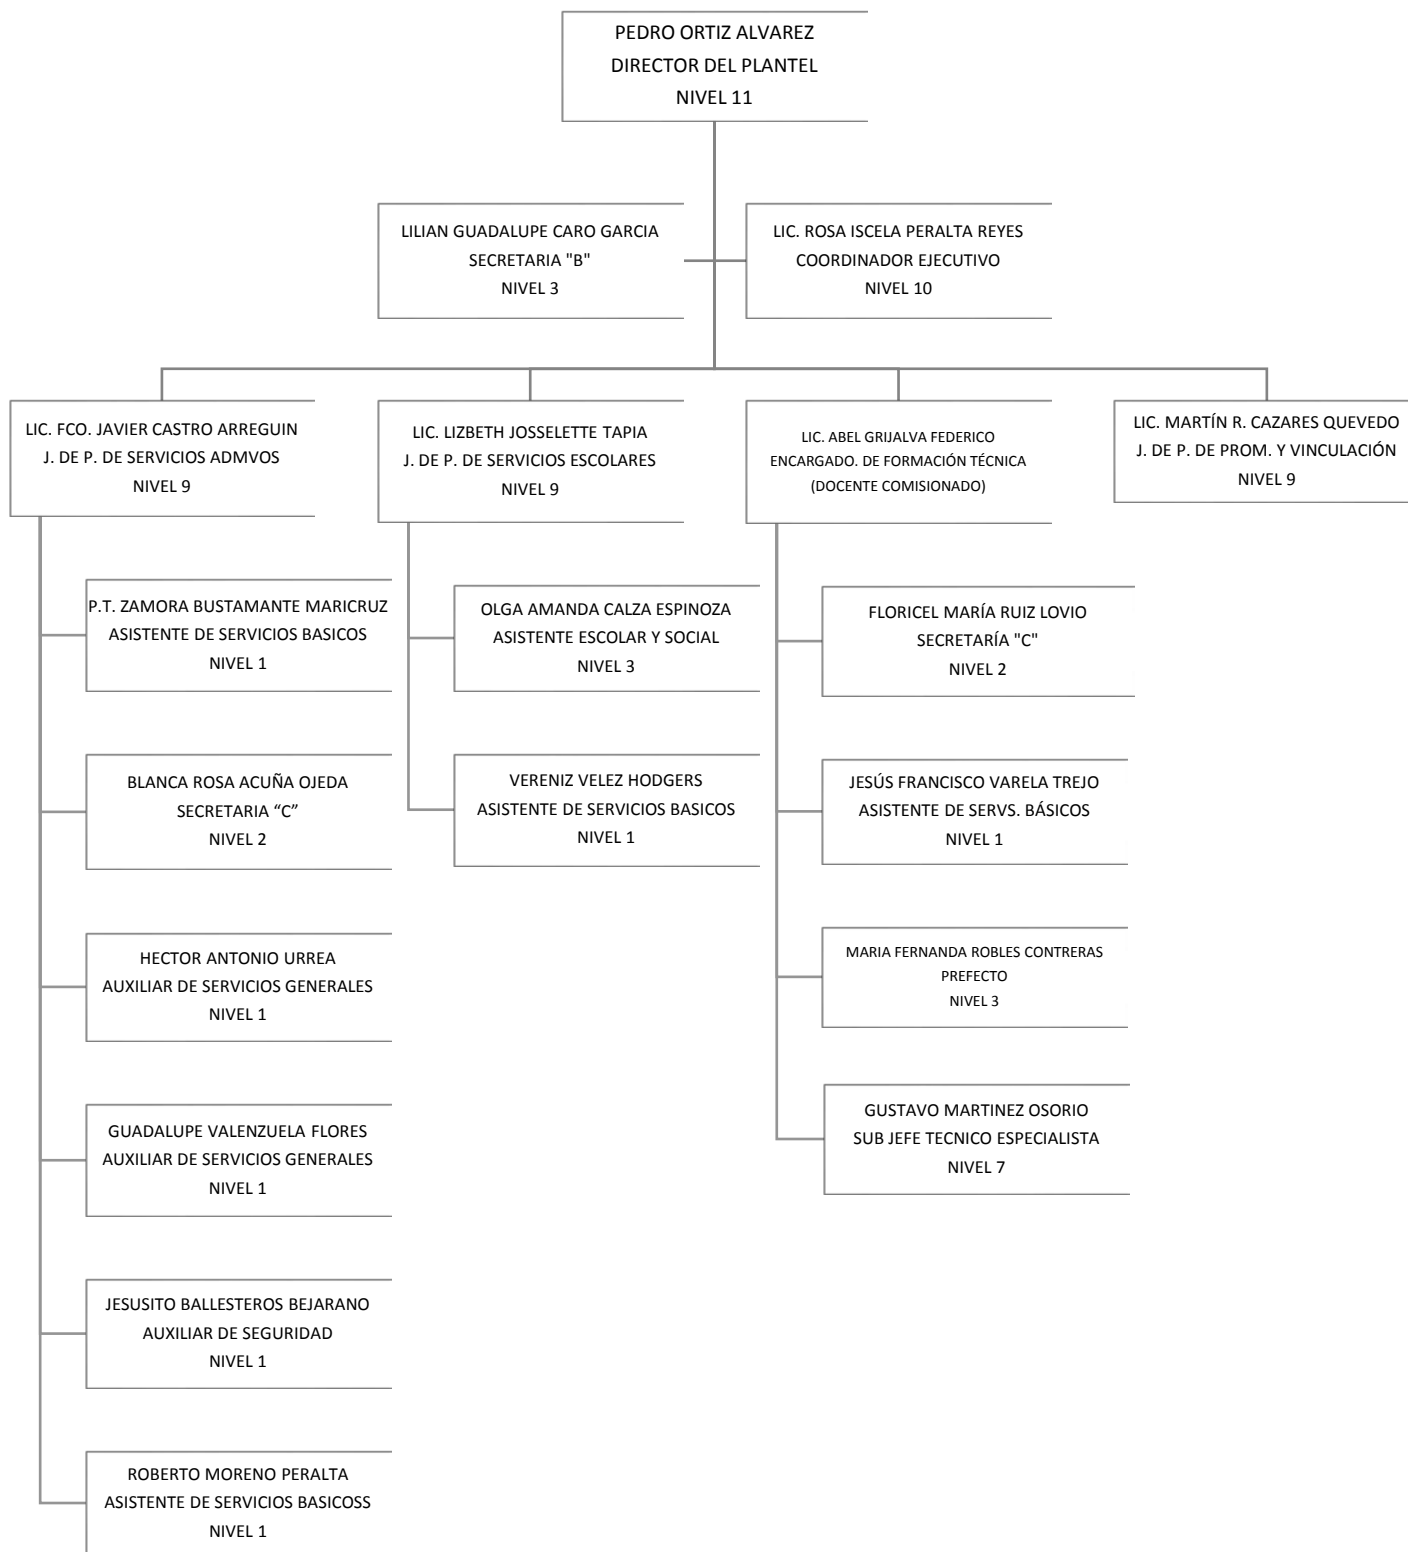 PEDRO ORTIZ ALVAREZ
DIRECTOR DEL PLANTEL
NIVEL 11
LILIAN GUADALUPE CARO GARCIA
SECRETARIA "B"
NIVEL 3
LIC. ROSA ISCELA PERALTA REYES
COORDINADOR EJECUTIVO
NIVEL 10
LIC. FCO. JAVIER CASTRO ARREGUIN
J. DE P. DE SERVICIOS ADMVOS
NIVEL 9
LIC. LIZBETH JOSSELETTE TAPIA
J. DE P. DE SERVICIOS ESCOLARES
NIVEL 9
LIC. ABEL GRIJALVA FEDERICO
ENCARGADO. DE FORMACIÓN TÉCNICA
(DOCENTE COMISIONADO)
LIC. MARTÍN R. CAZARES QUEVEDO
J. DE P. DE PROM. Y VINCULACIÓN
NIVEL 9
P.T. ZAMORA BUSTAMANTE MARICRUZ
ASISTENTE DE SERVICIOS BASICOS
NIVEL 1
BLANCA ROSA ACUÑA OJEDA
SECRETARIA “C”
NIVEL 2
HECTOR ANTONIO URREA
AUXILIAR DE SERVICIOS GENERALES
NIVEL 1
GUADALUPE VALENZUELA FLORES
AUXILIAR DE SERVICIOS GENERALES
NIVEL 1
JESUSITO BALLESTEROS BEJARANO
AUXILIAR DE SEGURIDAD
NIVEL 1
ROBERTO MORENO PERALTA
ASISTENTE DE SERVICIOS BASICOSS
NIVEL 1
OLGA AMANDA CALZA ESPINOZA
ASISTENTE ESCOLAR Y SOCIAL
NIVEL 3
VERENIZ VELEZ HODGERS
ASISTENTE DE SERVICIOS BASICOS
NIVEL 1
FLORICEL MARÍA RUIZ LOVIO
SECRETARÍA "C"
NIVEL 2
JESÚS FRANCISCO VARELA TREJO
ASISTENTE DE SERVS. BÁSICOS
NIVEL 1
MARIA FERNANDA ROBLES CONTRERAS
PREFECTO
NIVEL 3
GUSTAVO MARTINEZ OSORIO
SUB JEFE TECNICO ESPECIALISTA
NIVEL 7